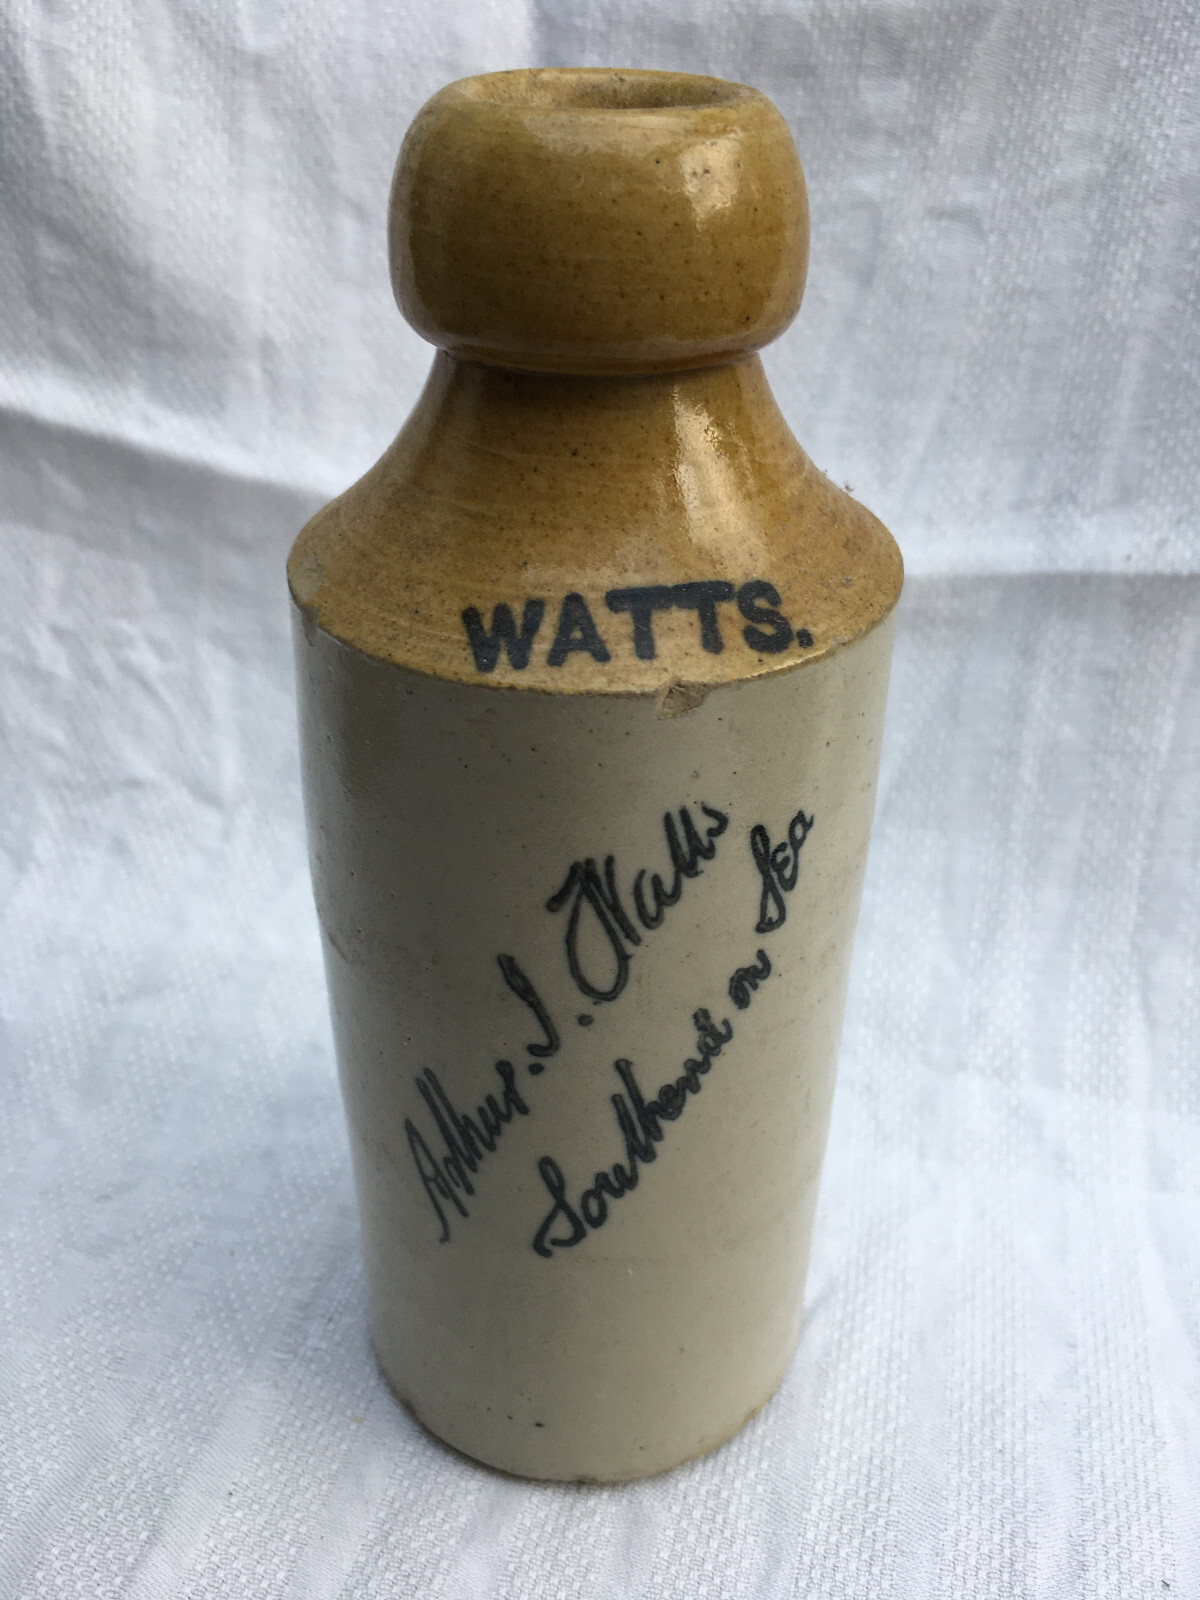 WATTS.
Arthur. J. Watts
Southend on Sea